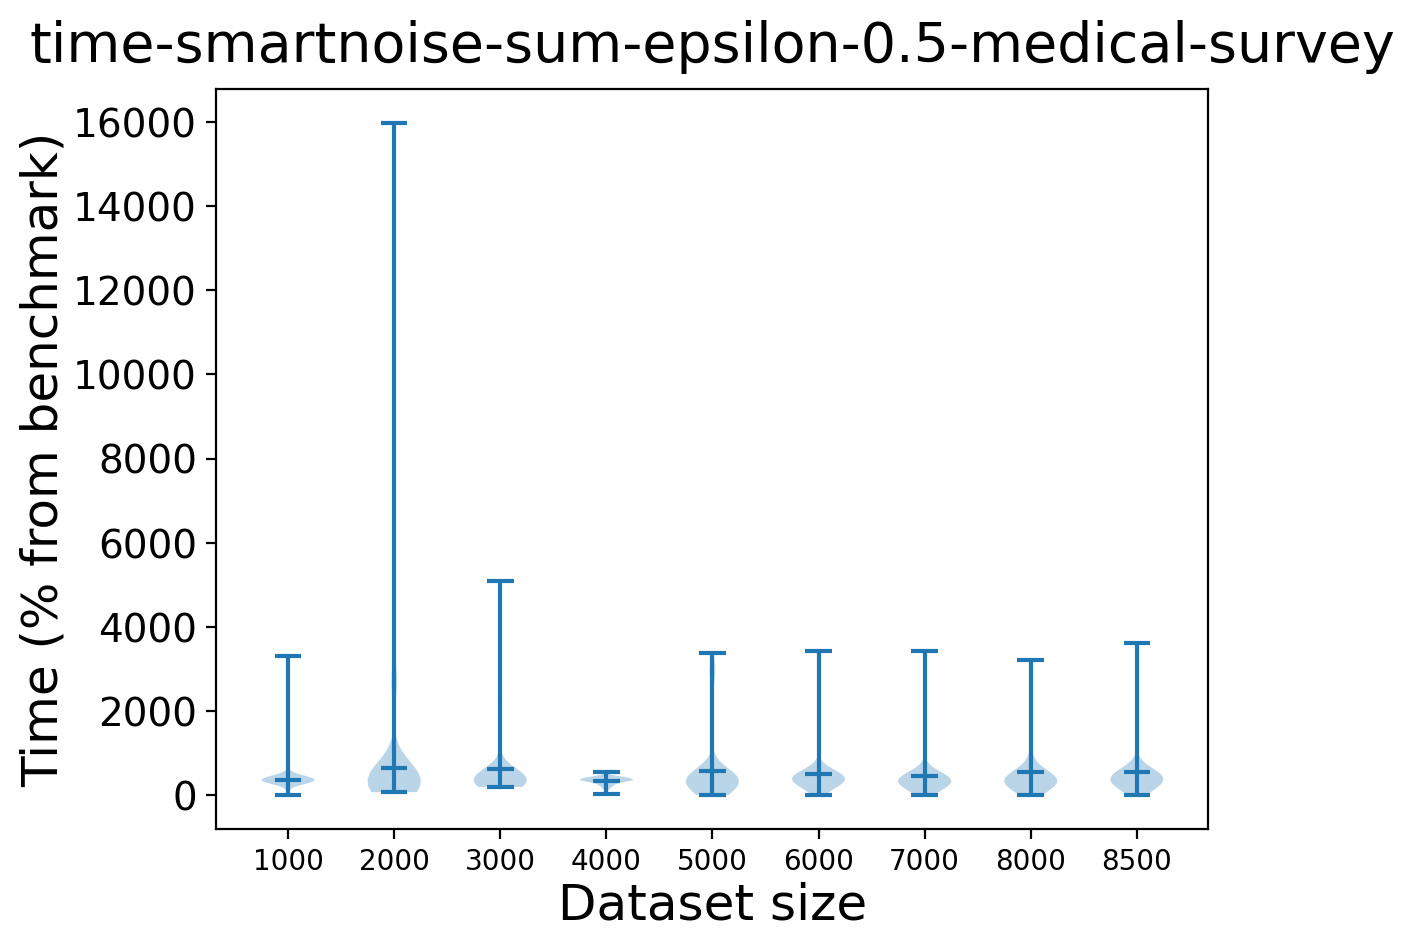 time-smartnoise-sum-epsilon-0.5-medical-survey
Time (% from benchmark)
16000
14000
12000
10000
8000
6000
4000
2000
0
1000 2000 3000 4000 5000 6000 7000 8000 8500
Dataset size